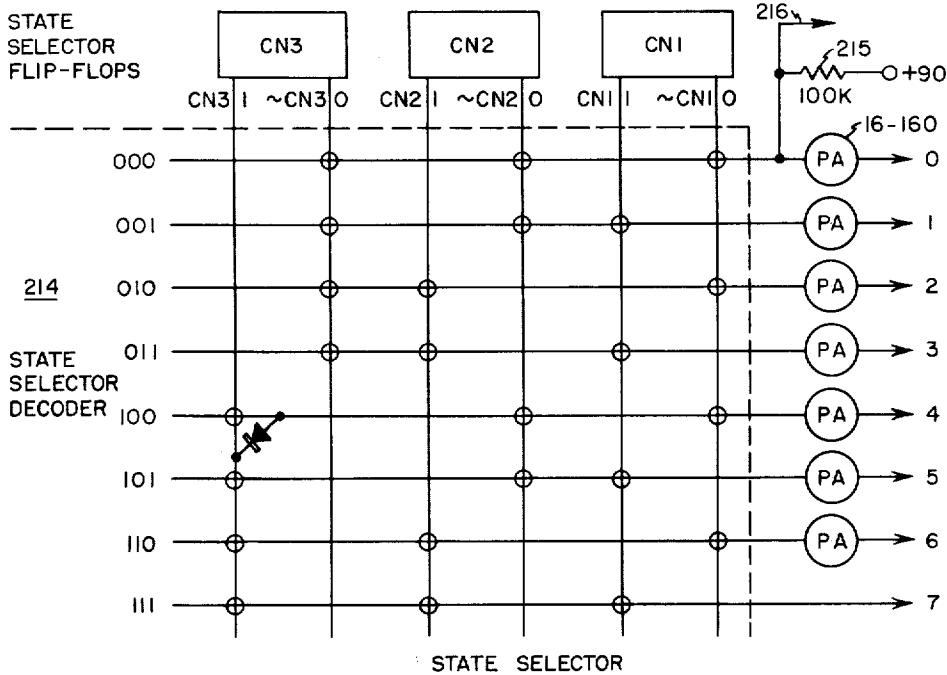 STATE
SELECTOR
FLIP-FLOPS
CN3
CN2
CN1
216
215
+90
100K
CN3 1 ~CN3 0
CN2 1 ~CN2 0
CN1 1 ~CN1 0
16-160
000
PA
0
001
PA
1
214
010
PA
2
011
PA
3
STATE
SELECTOR
DECODER
100
PA
4
101
PA
5
110
PA
6
111
7
STATE SELECTOR